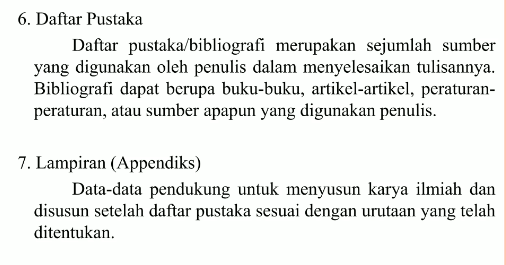 6. Daftar Pustaka
Daftar pustaka/bibliografi merupakan sejumlah sumber
yang digunakan oleh penulis dalam menyelesaikan tulisannya.
Bibliografi dapat berupa buku-buku, artikel-artikel, peraturan-
peraturan, atau sumber apapun yang digunakan penulis.
7. Lampiran (Appendiks)
Data-data pendukung untuk menyusun karya ilmiah dan
disusun setelah daftar pustaka sesuai dengan urutaan yang telah
ditentukan.